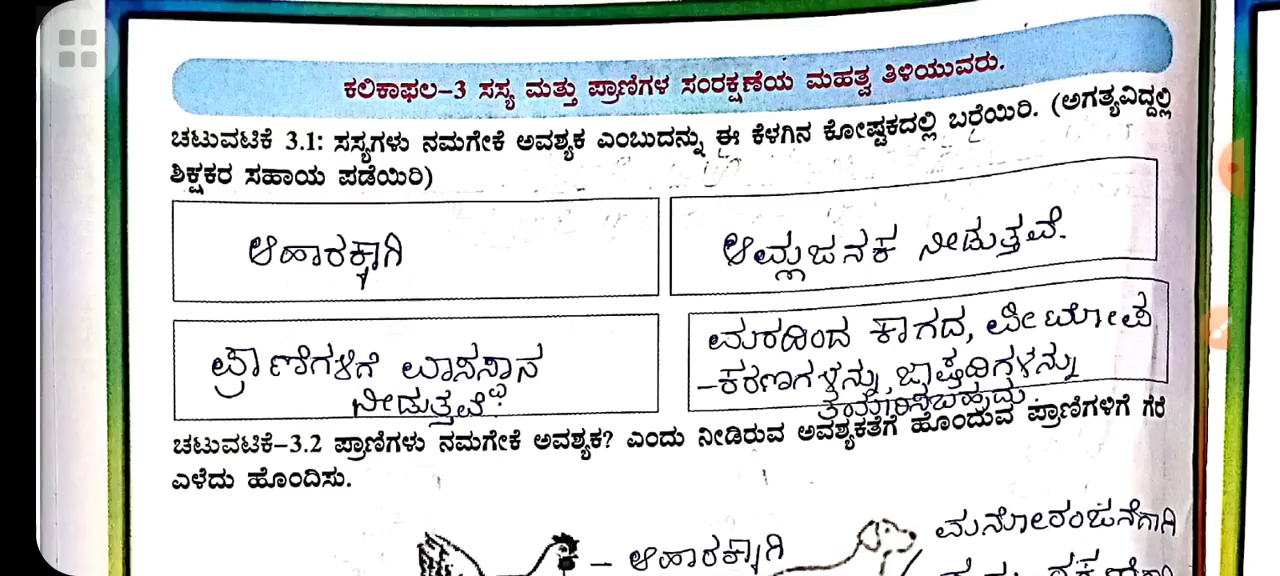 ಕಲಿಕಾಫಲ-3 ಸಸ್ಯ ಮತ್ತು ಪ್ರಾಣಿಗಳ ಸಂರಕ್ಷಣೆಯ ಮಹತ್ವ ತಿಳಿಯುವರು.
ಚಟುವಟಿಕೆ 3.1: ಸಸ್ಯಗಳು ನಮಗೇಕೆ ಅವಶ್ಯಕ ಎಂಬುದನ್ನು ಈ ಕೆಳಗಿನ ಕೋಷ್ಟಕದಲ್ಲಿ ಬರೆಯಿರಿ. (ಅಗತ್ಯವಿದ್ದಲ್ಲಿ
ಶಿಕ್ಷಕರ ಸಹಾಯ ಪಡೆಯಿರಿ)
ಆಹಾರಕ್ಕಾಗಿ
ಆಮ್ಲಜನಕ ನೀಡುತ್ತವೆ.
ಪ್ರಾಣಿಗಳಿಗೆ ವಾಸಸ್ಥಾನ
ನೀಡುತ್ತವೆ
ಮರದಿಂದ ಕಾಗದ, ಪೀಠೋಪ
-ಕರಣಗಳನ್ನು, ಔಷಧಿಗಳನ್ನು
ತಯಾರಿಸಬಹುದು
ಚಟುವಟಿಕೆ-3.2 ಪ್ರಾಣಿಗಳು ನಮಗೇಕೆ ಅವಶ್ಯಕ? ಎಂದು ನೀಡಿರುವ ಅವಶ್ಯಕತೆಗೆ ಹೊಂದುವ ಪ್ರಾಣಿಗಳಿಗೆ ಗೆರೆ
ಎಳೆದು ಹೊಂದಿಸು.
- ಆಹಾರಕ್ಕಾಗಿ
ಮನೋರಂಜನೆಗಾಗಿ